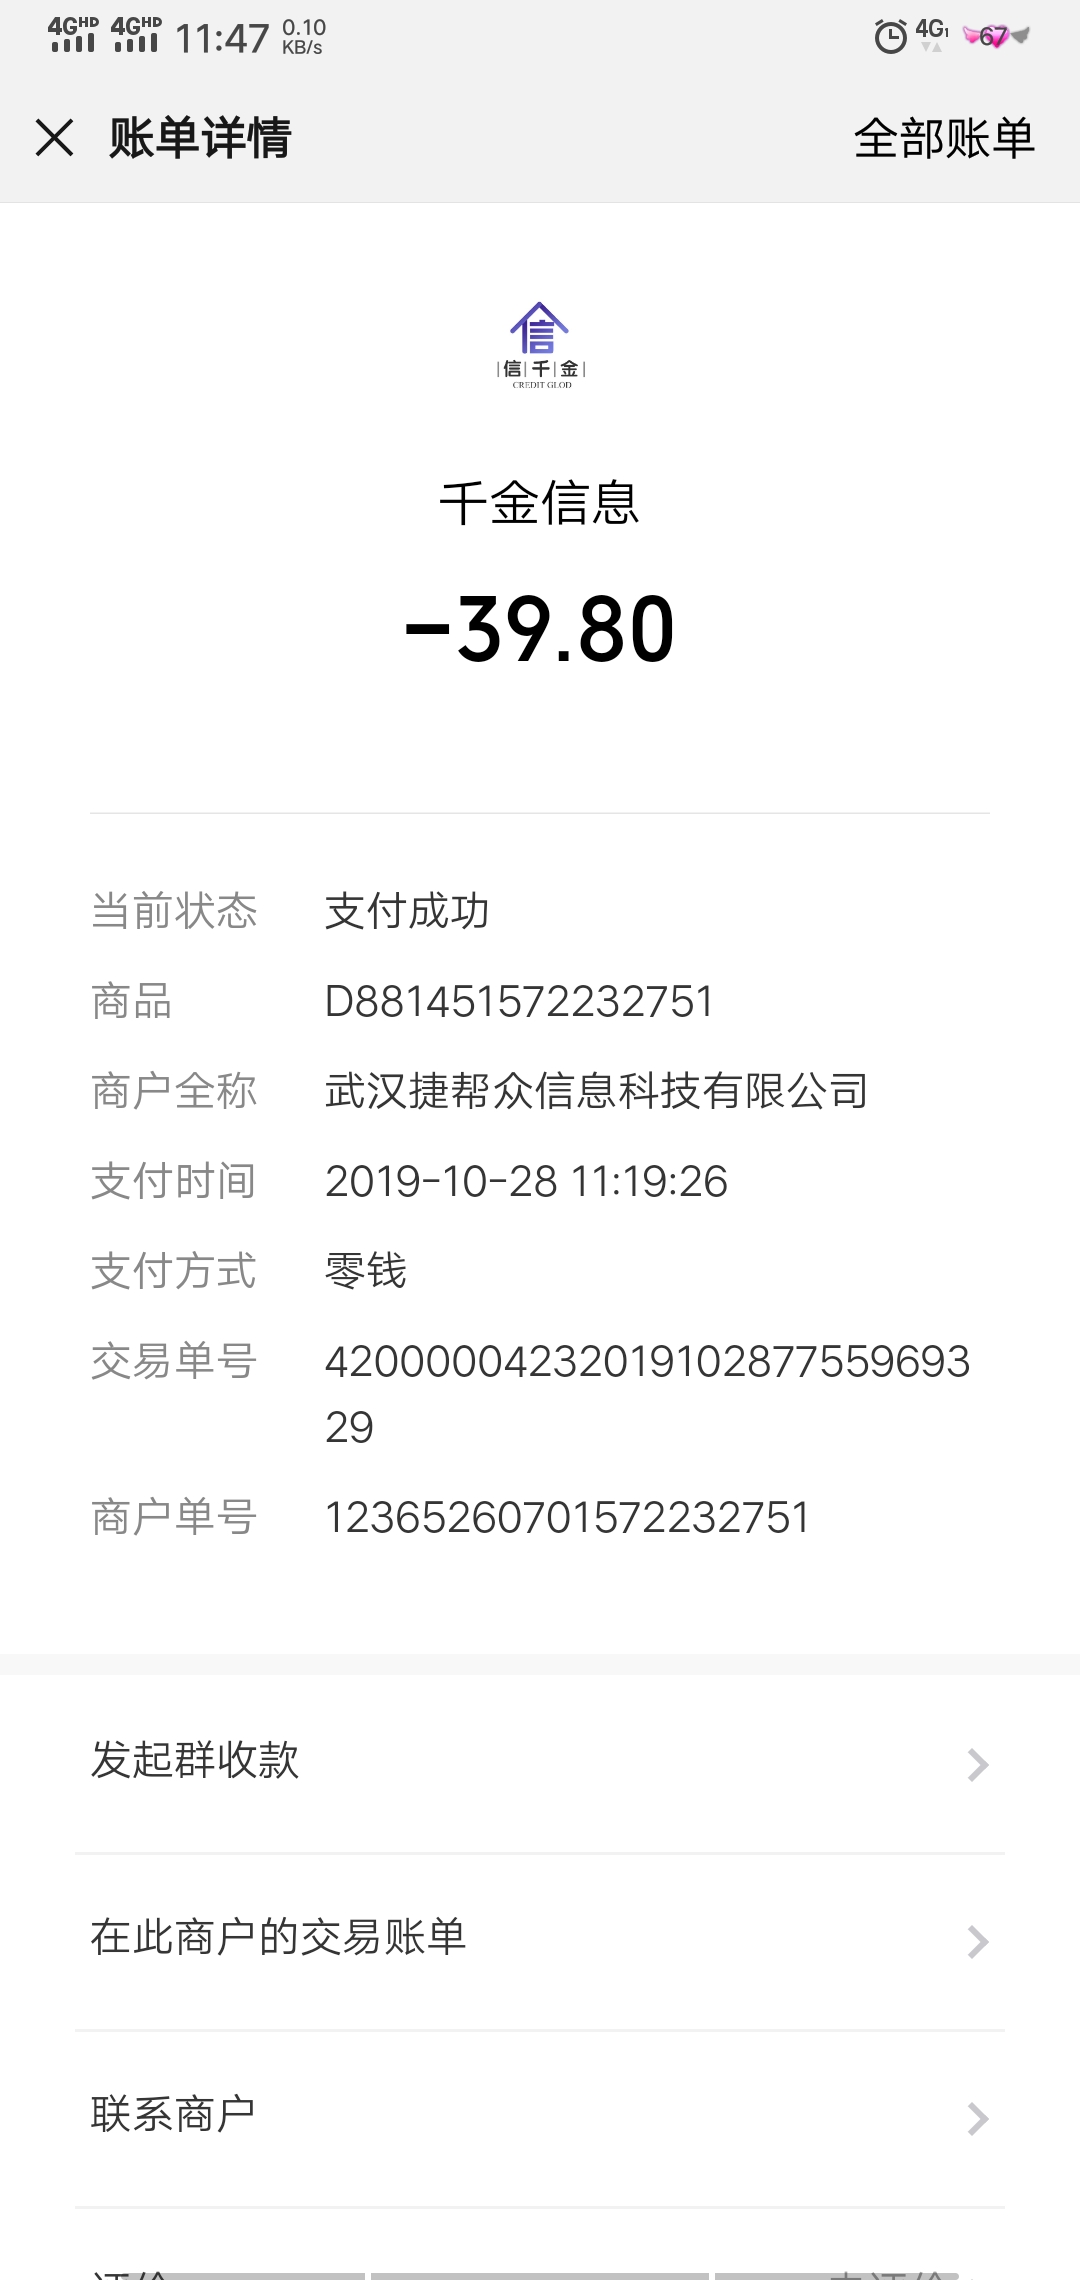 4GHD 4GHD 11:47 0.10 KB/s 4G1 67
账单详情 全部账单
信
信千金
CREDIT GLOD
千金信息
-39.80
当前状态 支付成功
商品 D881451572232751
商户全称 武汉捷帮众信息科技有限公司
支付时间 2019-10-28 11:19:26
支付方式 零钱
交易单号 42000004232019102877559693
29
商户单号 12365260701572232751
发起群收款
在此商户的交易账单
联系商户